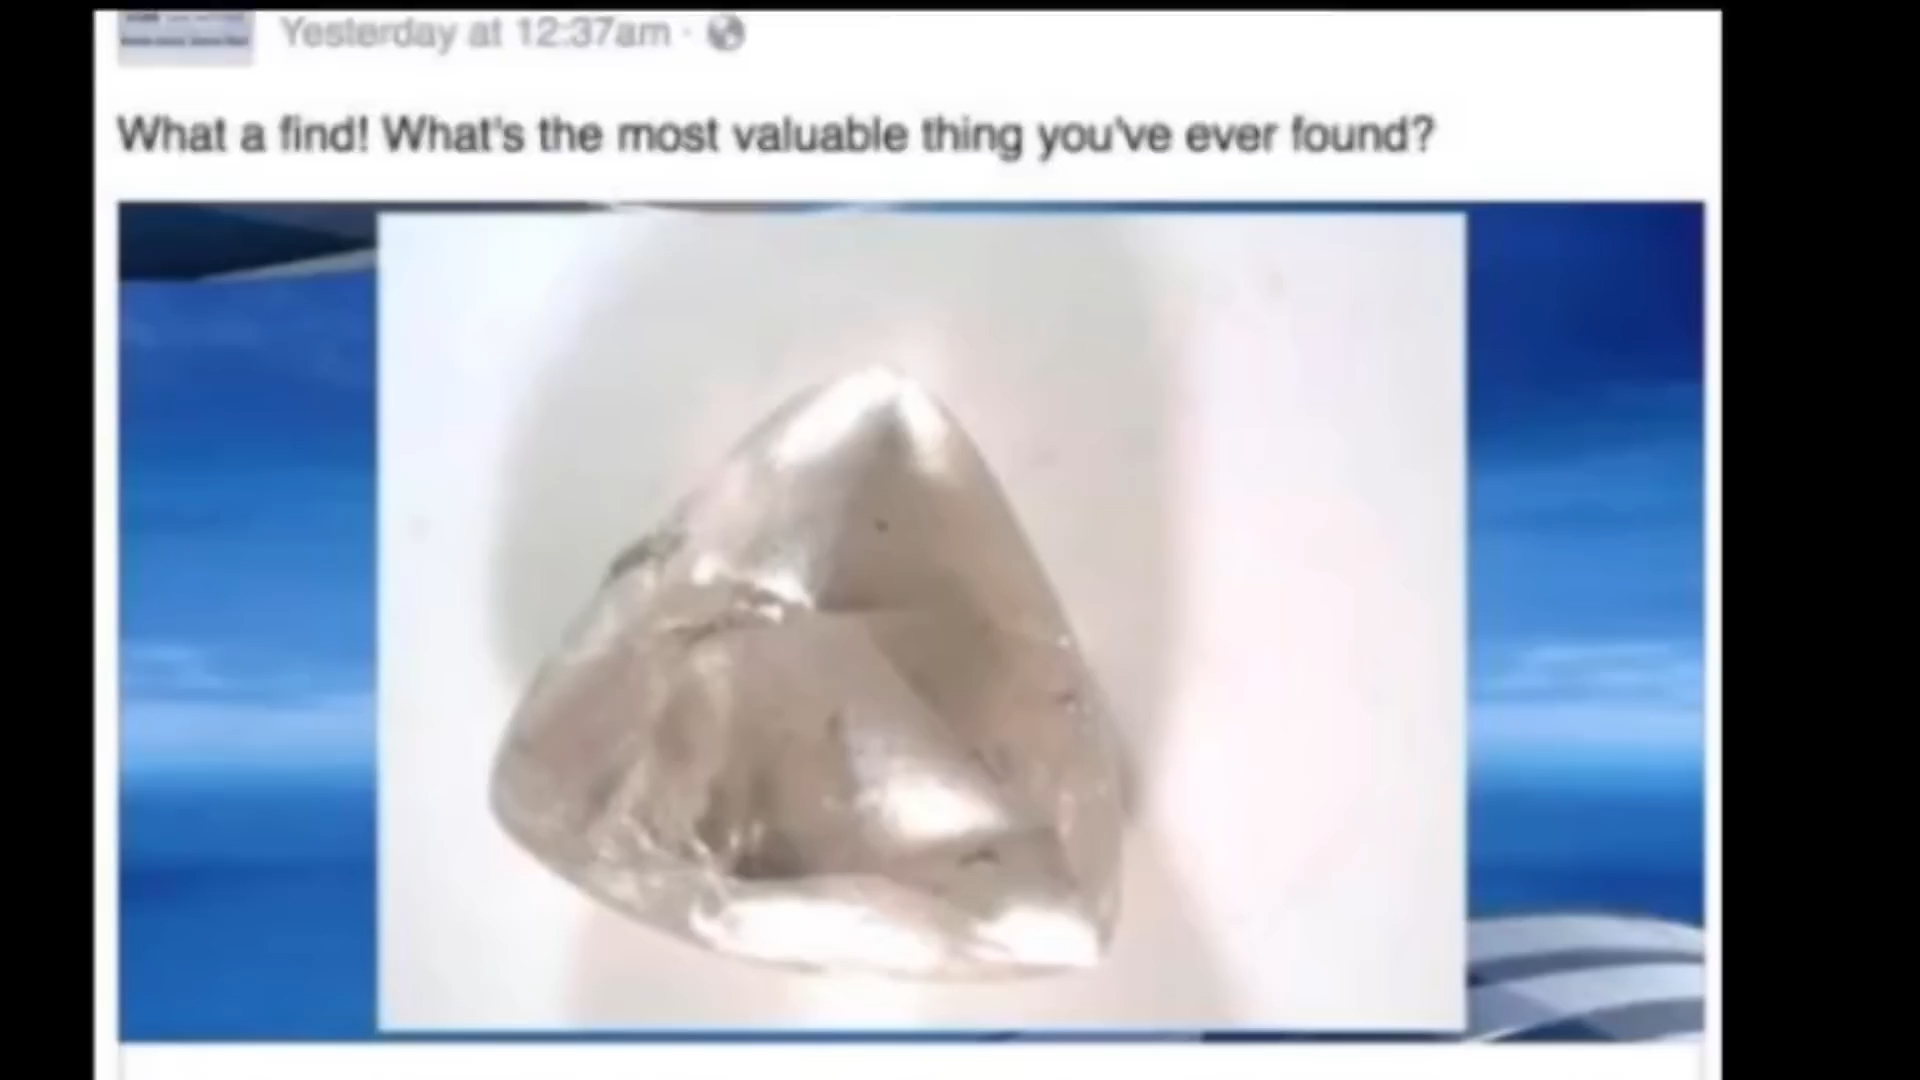 Yesterday at 12:37am ·
What a find! What's the most valuable thing you've ever found?